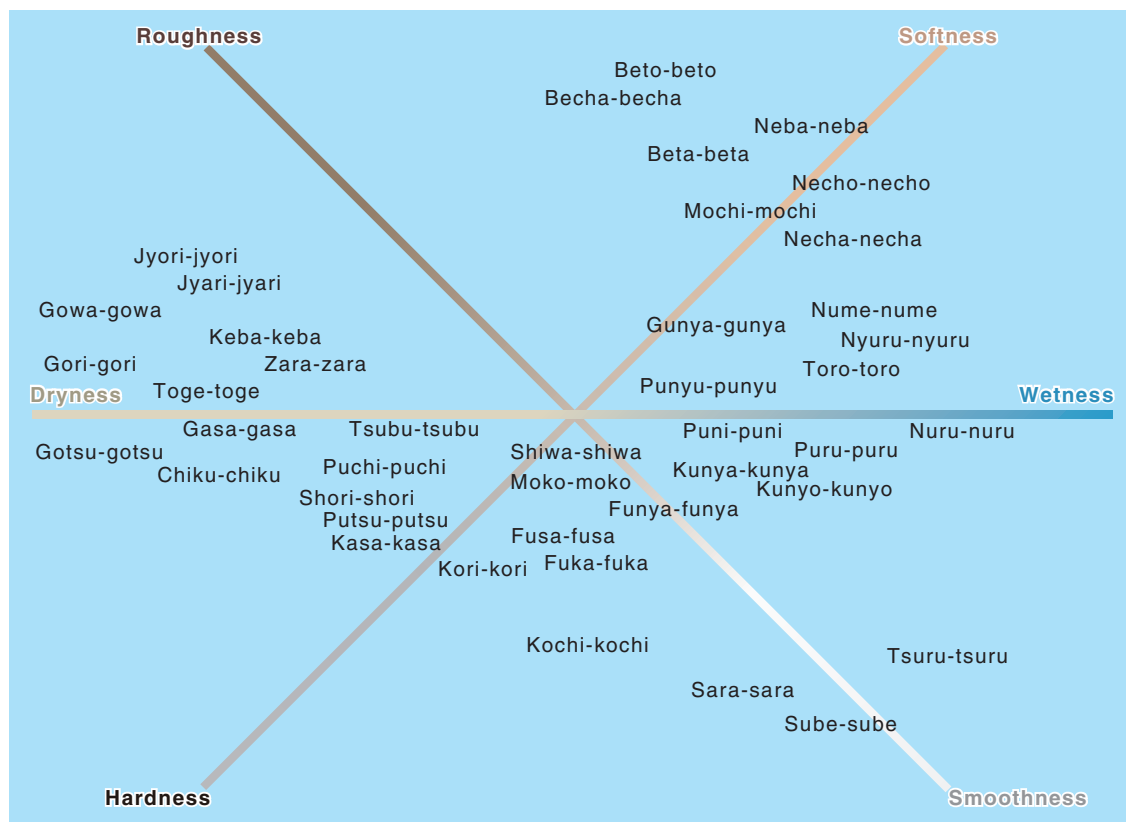 Roughness
Softness
Beto-beto
Becha-becha
Neba-neba
Beta-beta
Necho-necho
Mochi-mochi
Necha-necha
Jyori-jyori
Jyari-jyari
Gowa-gowa
Nume-nume
Gunya-gunya
Keba-keba
Nyuru-nyuru
Gori-gori
Zara-zara
Toro-toro
Punyu-punyu
Toge-toge
Dryness
Wetness
Gasa-gasa
Tsubu-tsubu
Puni-puni
Nuru-nuru
Gotsu-gotsu
Shiwa-shiwa
Puru-puru
Puchi-puchi
Kunya-kunya
Chiku-chiku
Moko-moko
Kunyo-kunyo
Shori-shori
Funya-funya
Putsu-putsu
Fusa-fusa
Kasa-kasa
Fuka-fuka
Kori-kori
Kochi-kochi
Tsuru-tsuru
Sara-sara
Sube-sube
Hardness
Smoothness